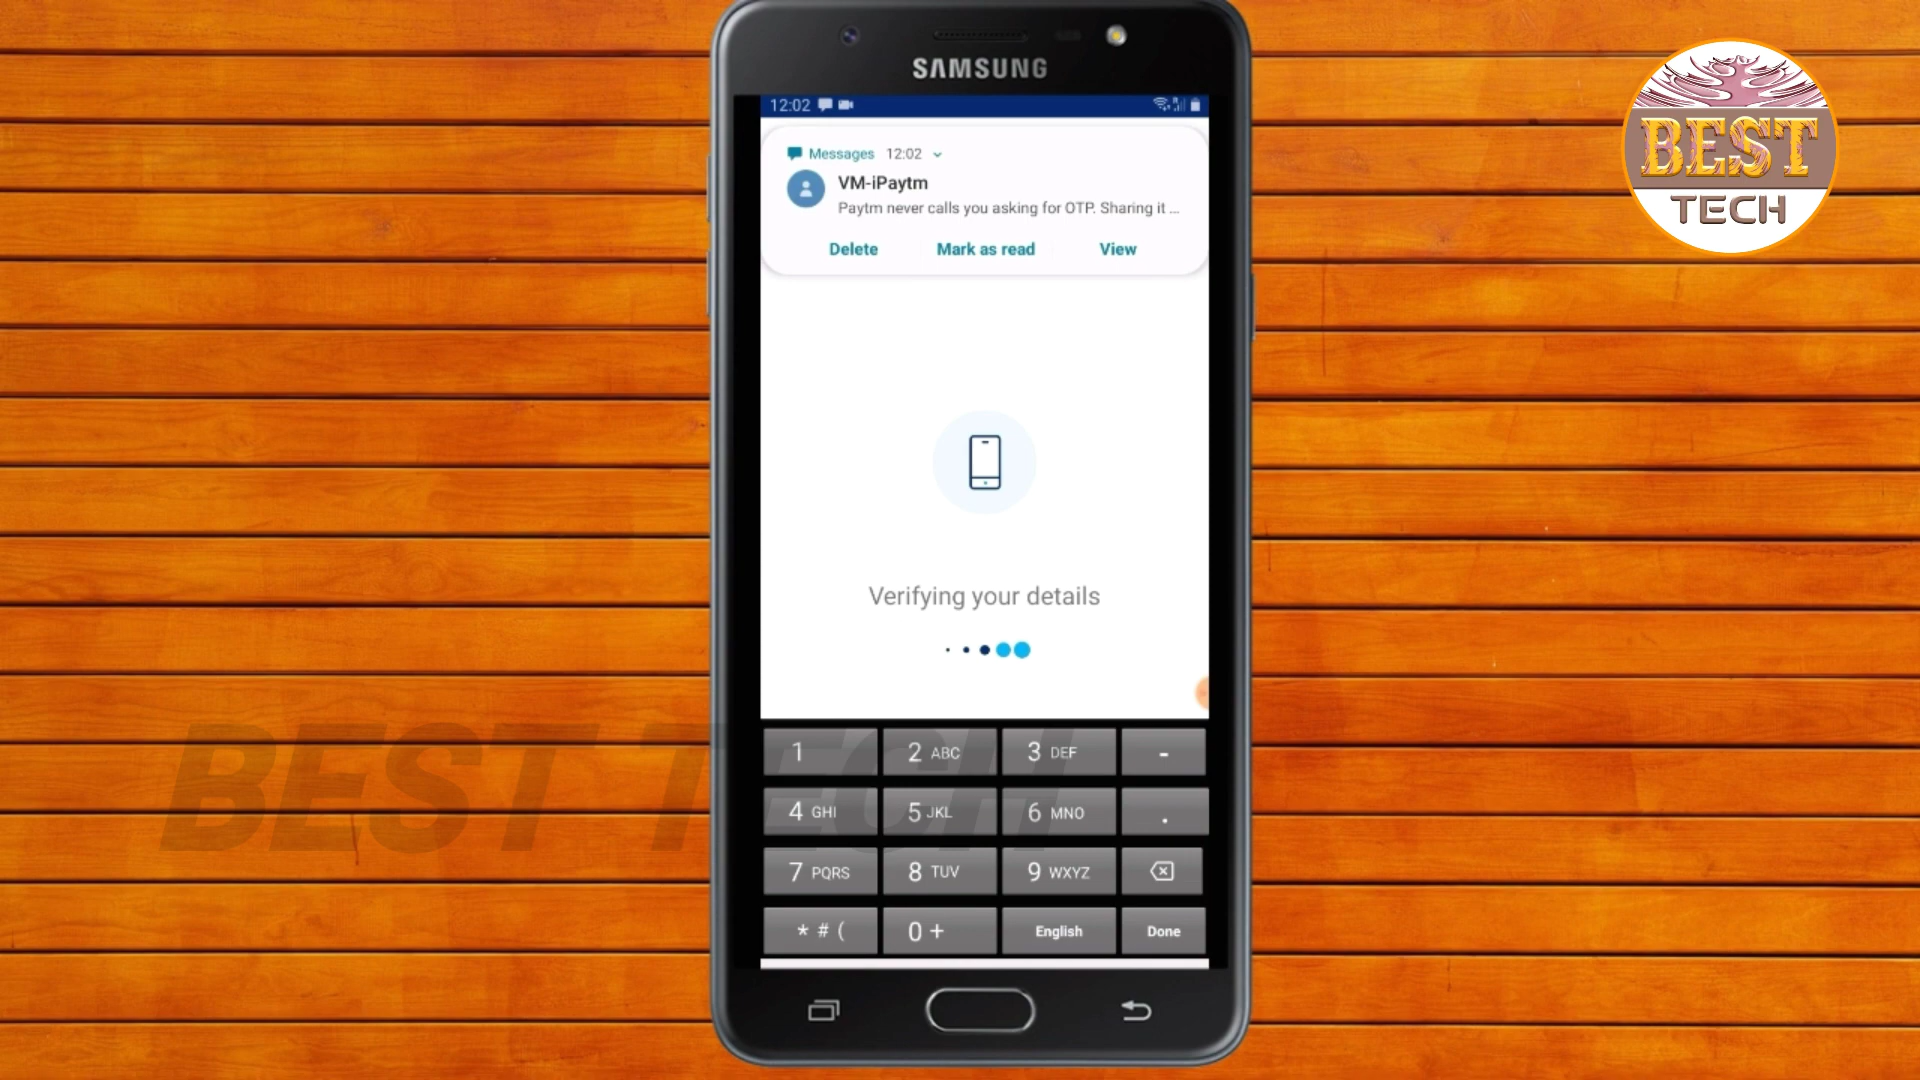 SAMSUNG
12:02
Messages 12:02
VM-iPaytm
Paytm never calls you asking for OTP. Sharing it ...
Delete Mark as read View
Verifying your details
1 2 ABC 3 DEF -
4 GHI 5 JKL 6 MNO .
7 PQRS 8 TUV 9 WXYZ
* # ( 0 + English Done
BEST
TECH
BEST TECH